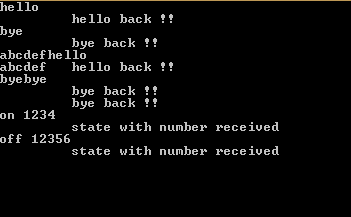 hello
hello back !!
bye
bye back !!
abcdefhello
abcdef hello back !!
byebye
bye back !!
bye back !!
on 1234
state with number received
off 12356
state with number received